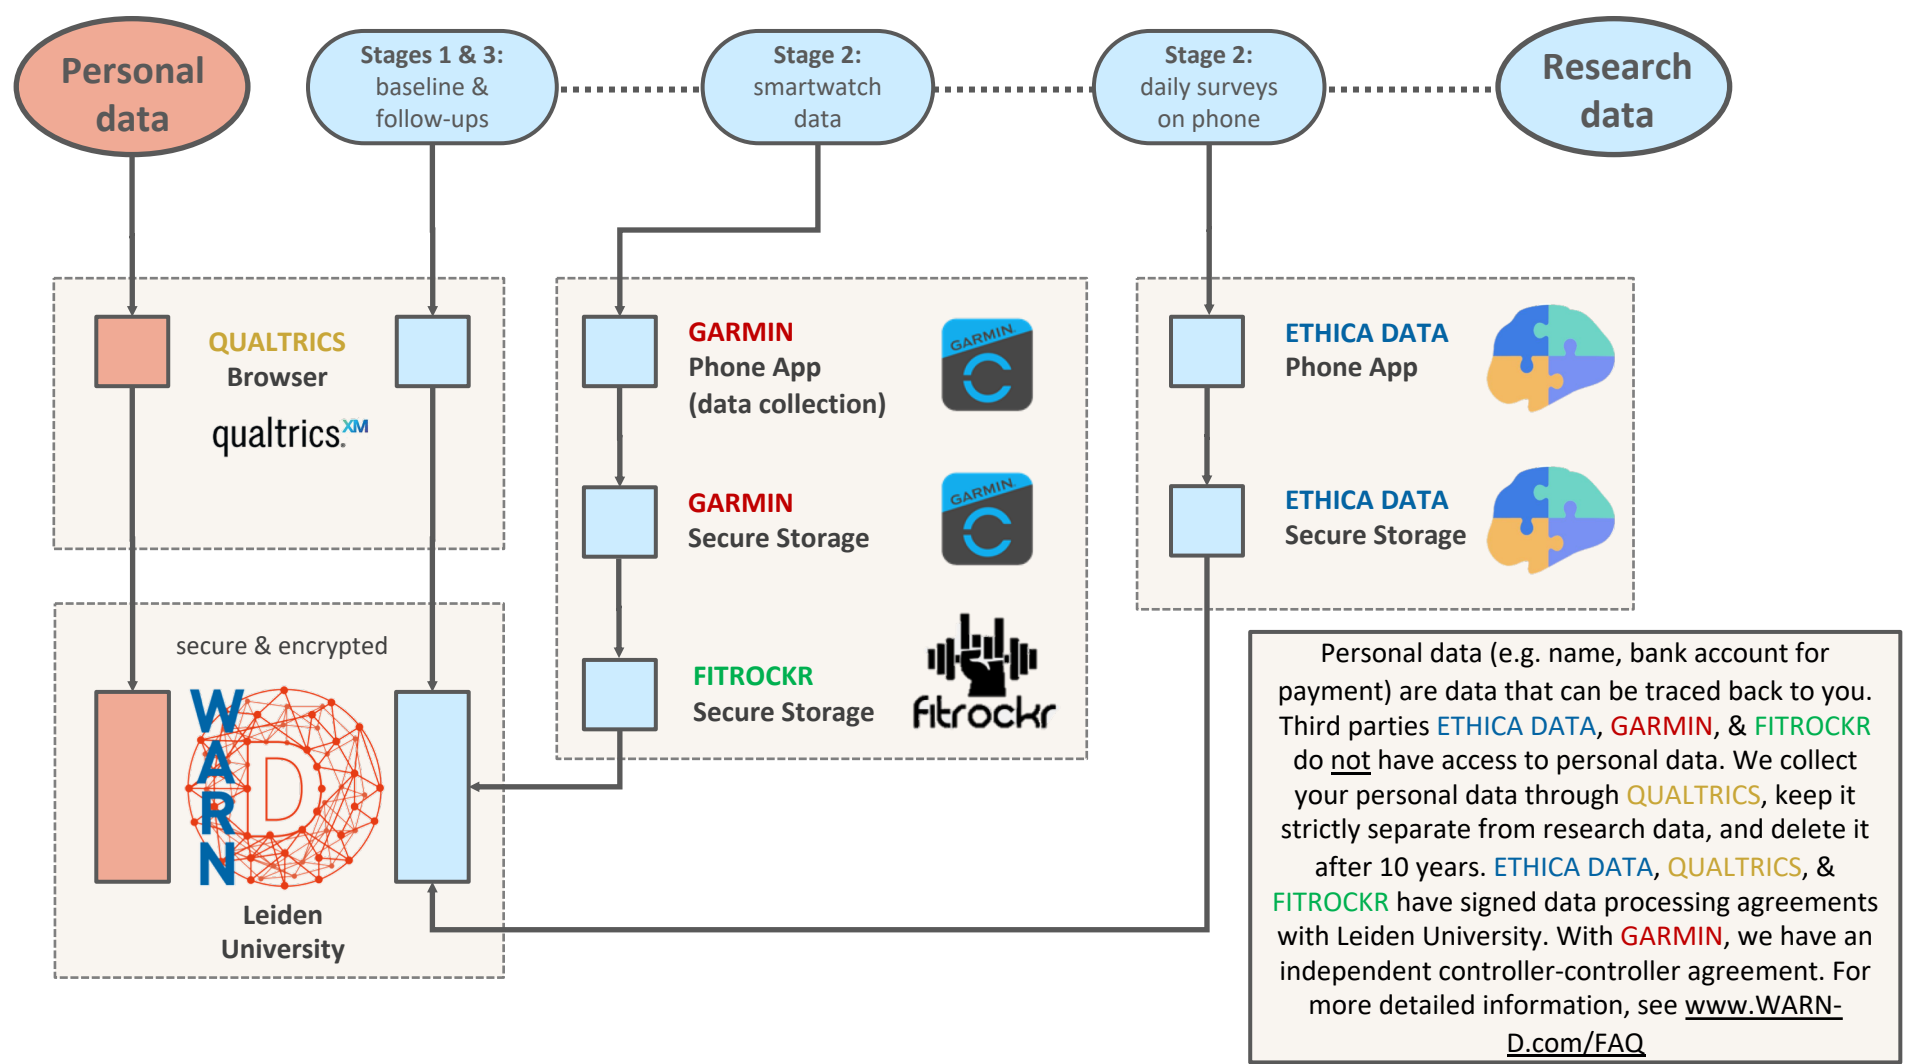 Personal
data
Stages 1 & 3:
baseline &
follow-ups
Stage 2:
smartwatch
data
Stage 2:
daily surveys
on phone
Research
data
QUALTRICS
Browser
qualtrics.XM
GARMIN
Phone App
(data collection)
GARMIN
GARMIN
Secure Storage
GARMIN
FITROCKR
Secure Storage
fitrockr
ETHICA DATA
Phone App
ETHICA DATA
Secure Storage
secure & encrypted
WARN
D
Leiden
University
Personal data (e.g. name, bank account for
payment) are data that can be traced back to you.
Third parties ETHICA DATA, GARMIN, & FITROCKR
do not have access to personal data. We collect
your personal data through QUALTRICS, keep it
strictly separate from research data, and delete it
after 10 years. ETHICA DATA, QUALTRICS, &
FITROCKR have signed data processing agreements
with Leiden University. With GARMIN, we have an
independent controller-controller agreement. For
more detailed information, see www.WARN-
D.com/FAQ